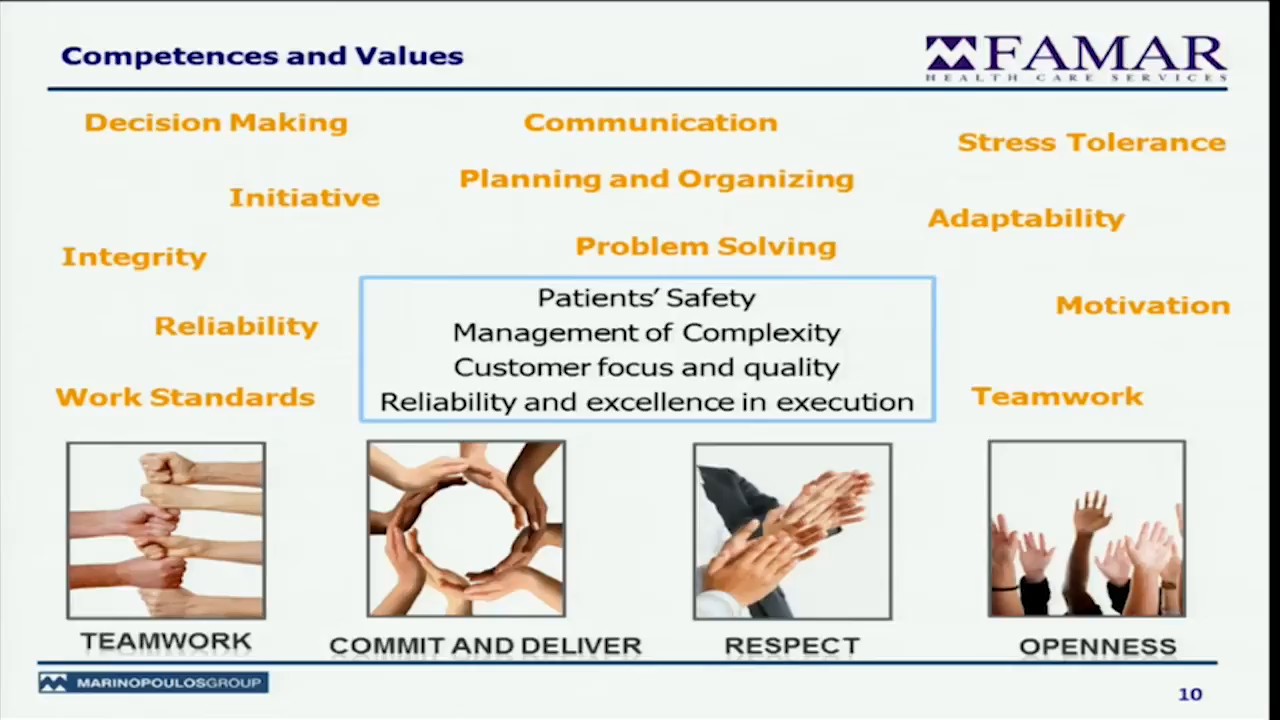 Competences and Values
FAMAR
HEALTH CARE SERVICES
Decision Making
Communication
Stress Tolerance
Planning and Organizing
Initiative
Adaptability
Problem Solving
Integrity
Patients’ Safety
Management of Complexity
Customer focus and quality
Reliability and excellence in execution
Motivation
Reliability
Work Standards
Teamwork
TEAMWORK
COMMIT AND DELIVER
RESPECT
OPENNESS
MARINOPOULOSGROUP
10